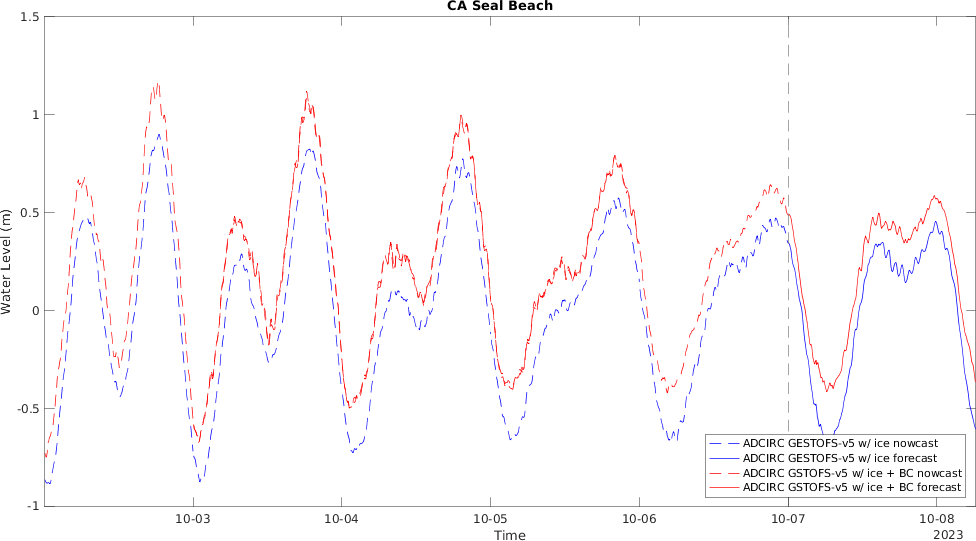 CA Seal Beach
1.5
1
0.5
0
-0.5
-1
Water Level (m)
10-03
10-04
10-05
10-06
10-07
10-08
Time
2023
ADCIRC GESTOFS-v5 w/ ice nowcast
ADCIRC GESTOFS-v5 w/ ice forecast
ADCIRC GSTOFS-v5 w/ ice + BC nowcast
ADCIRC GSTOFS-v5 w/ ice + BC forecast